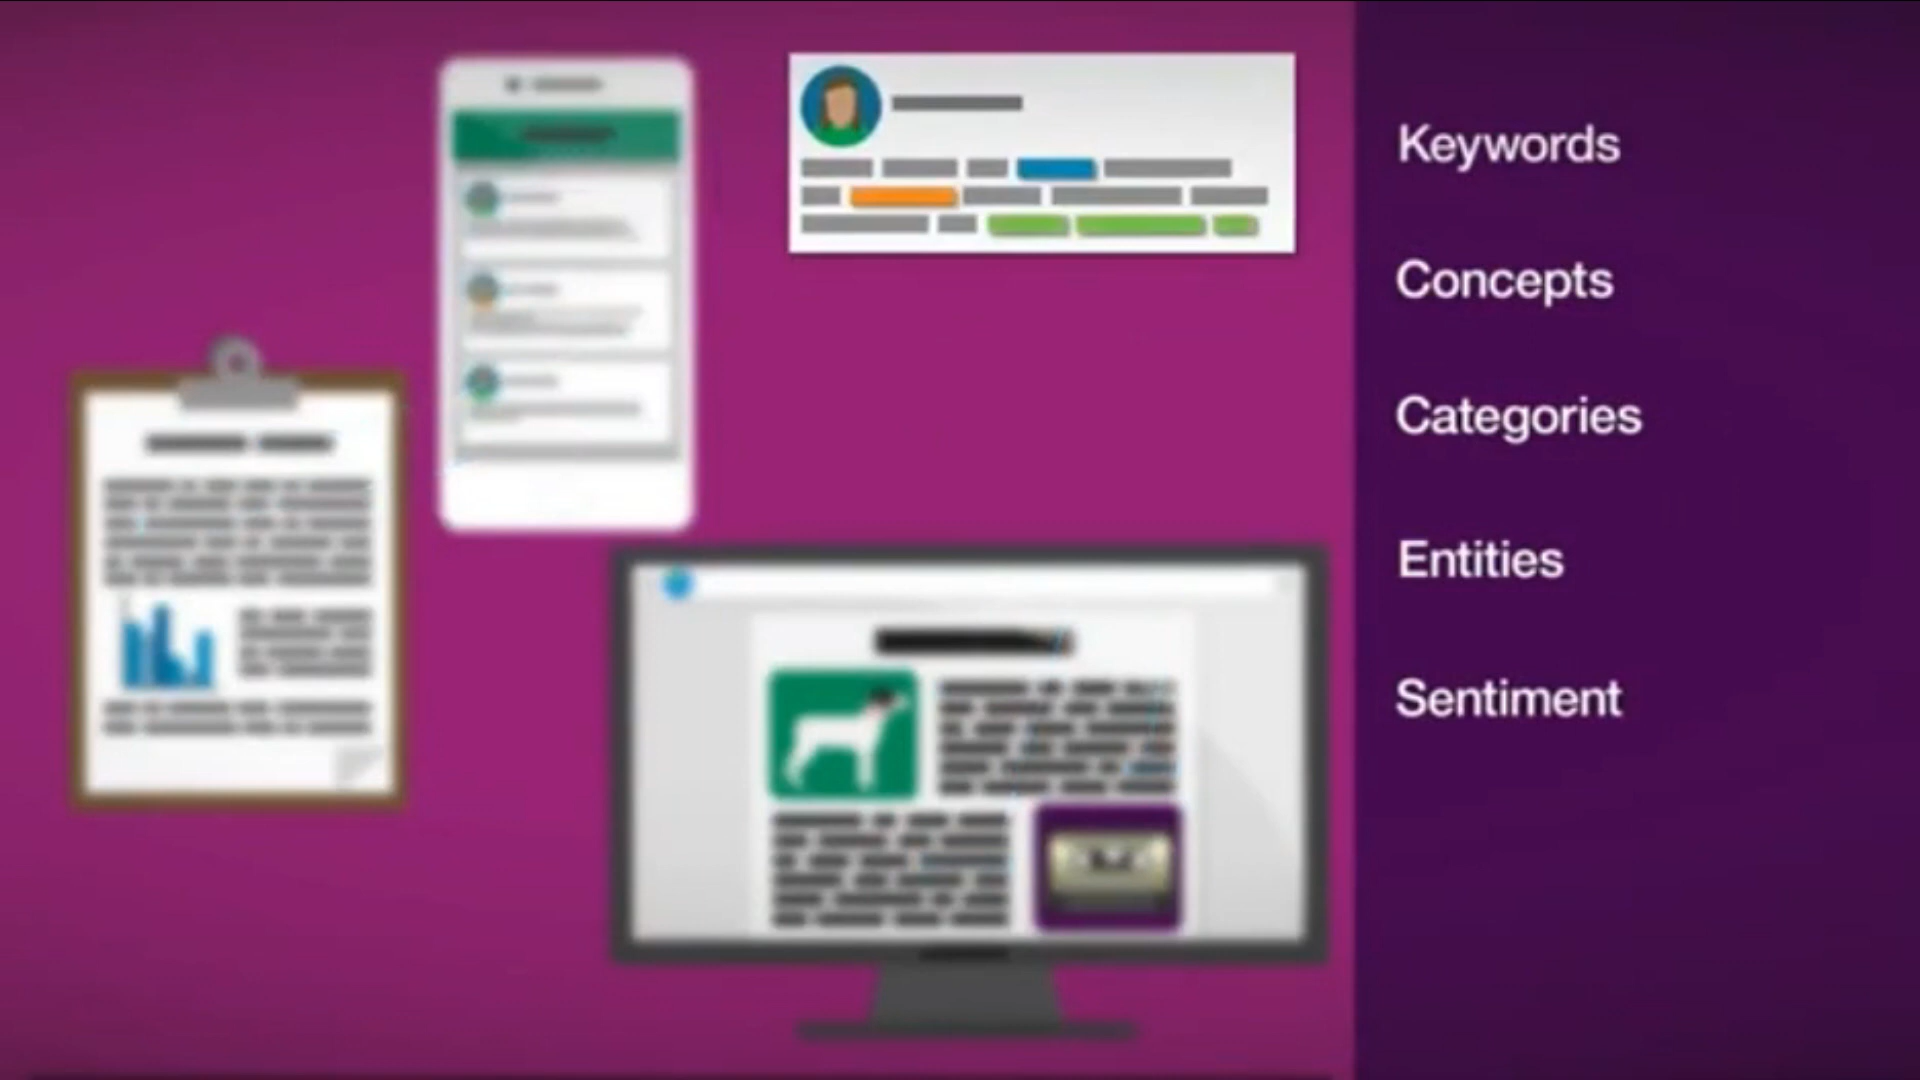 Keywords
Concepts
Categories
Entities
Sentiment